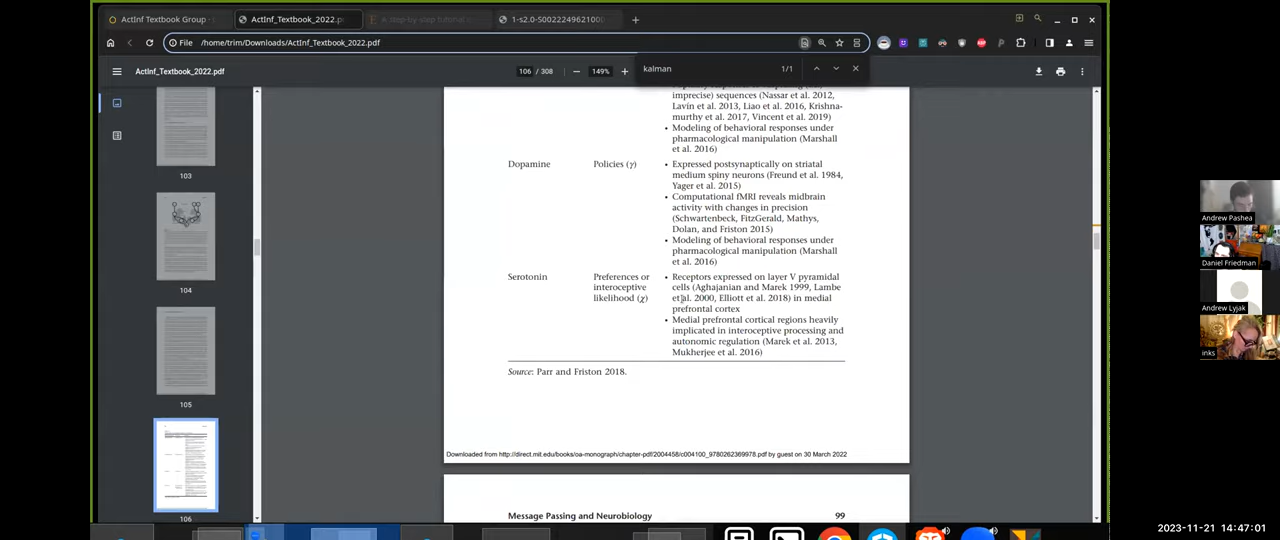 ActInf Textbook Group -
ActInf_Textbook_2022.p
A step-by-step tutorial o
1-s2.0-S00222496210 0D
File /home/trim/Downloads/ActInf_Textbook_2022.pdf
ActInf_Textbook_2022.pdf
106 / 308
149%
kalman
1/1
imprecise) sequences (Nassar et al. 2012,
Lavín et al. 2013, Liao et al. 2016, Krishna-
murthy et al. 2017, Vincent et al. 2019)
• Modeling of behavioral responses under
pharmacological manipulation (Marshall
et al. 2016)
Dopamine
Policies (γ)
• Expressed postsynaptically on striatal
medium spiny neurons (Freund et al. 1984,
Yager et al. 2015)
• Computational fMRI reveals midbrain
activity with changes in precision
(Schwartenbeck, FitzGerald, Mathys,
Dolan, and Friston 2015)
• Modeling of behavioral responses under
pharmacological manipulation (Marshall
et al. 2016)
Serotonin
Preferences or
interoceptive
likelihood (χ)
• Receptors expressed on layer V pyramidal
cells (Aghajanian and Marek 1999, Lambe
et al. 2000, Elliott et al. 2018) in medial
prefrontal cortex
• Medial prefrontal cortical regions heavily
implicated in interoceptive processing and
autonomic regulation (Marek et al. 2013,
Mukherjee et al. 2016)
Source: Parr and Friston 2018.
Downloaded from http://direct.mit.edu/books/oa-monograph/chapter-pdf/2004458/c004100_9780262369978.pdf by guest on 30 March 2022
Message Passing and Neurobiology
99
103
104
105
106
Andrew Pashea
Daniel Friedman
Andrew Lyjak
inks
2023-11-21 14:47:01